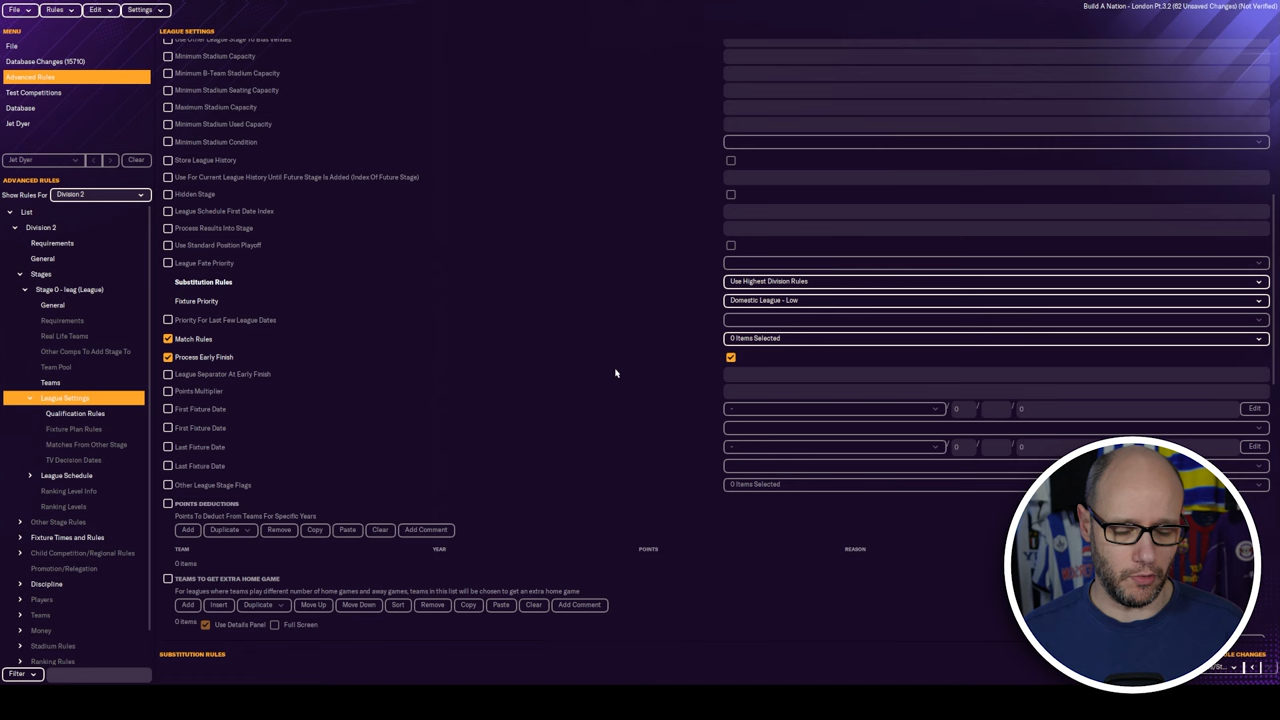 File
Rules
Edit
Settings
Build A Nation - London Pt.3.2 (62 Unsaved Changes) (Not Verified)
MENU
File
Database Changes (15710)
Advanced Rules
Test Competitions
Database
Jet Dyer
Jet Dyer
<
>
Clear
ADVANCED RULES
Show Rules For
Division 2
List
Division 2
Requirements
General
Stages
Stage 0 - leag (League)
General
Requirements
Real Life Teams
Other Comps To Add Stage To
Team Pool
Teams
League Settings
Qualification Rules
Fixture Plan Rules
Matches From Other Stage
TV Decision Dates
League Schedule
Ranking Level Info
Ranking Levels
Other Stage Rules
Fixture Times and Rules
Child Competition/Regional Rules
Promotion/Relegation
Discipline
Players
Teams
Money
Stadium Rules
Ranking Rules
Filter
LEAGUE SETTINGS
Use Other League Stage To Bias Venues
Minimum Stadium Capacity
Minimum B-Team Stadium Capacity
Minimum Stadium Seating Capacity
Maximum Stadium Capacity
Minimum Stadium Used Capacity
Minimum Stadium Condition
Store League History
Use For Current League History Until Future Stage Is Added (Index Of Future Stage)
Hidden Stage
League Schedule First Date Index
Process Results Into Stage
Use Standard Position Playoff
League Fate Priority
Substitution Rules Use Highest Division Rules
Fixture Priority Domestic League - Low
Priority For Last Few League Dates
Match Rules 0 Items Selected
Process Early Finish
League Separator At Early Finish
Points Multiplier
First Fixture Date - / 0 / / 0 Edit
First Fixture Date
Last Fixture Date - / 0 / / 0 Edit
Last Fixture Date
Other League Stage Flags 0 Items Selected
POINTS DEDUCTIONS
Points To Deduct From Teams For Specific Years
Add Duplicate Remove Copy Paste Clear Add Comment
TEAM YEAR POINTS REASON
0 items
TEAMS TO GET EXTRA HOME GAME
For leagues where teams play different number of home games and away games, teams in this list will be chosen to get an extra home game
Add Insert Duplicate Move Up Move Down Sort Remove Copy Paste Clear Add Comment
0 items Use Details Panel Full Screen
SUBSTITUTION RULES